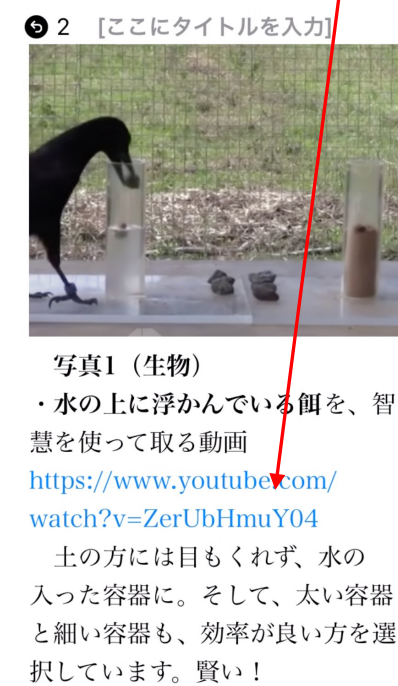 2 [ここにタイトルを入力]
写真1（生物）
・水の上に浮かんでいる餌を、智
慧を使って取る動画
https://www.youtube.com/
watch?v=ZerUbHmuY04
土の方には目もくれず、水の
入った容器に。そして、太い容器
と細い容器も、効率が良い方を選
択しています。賢い！